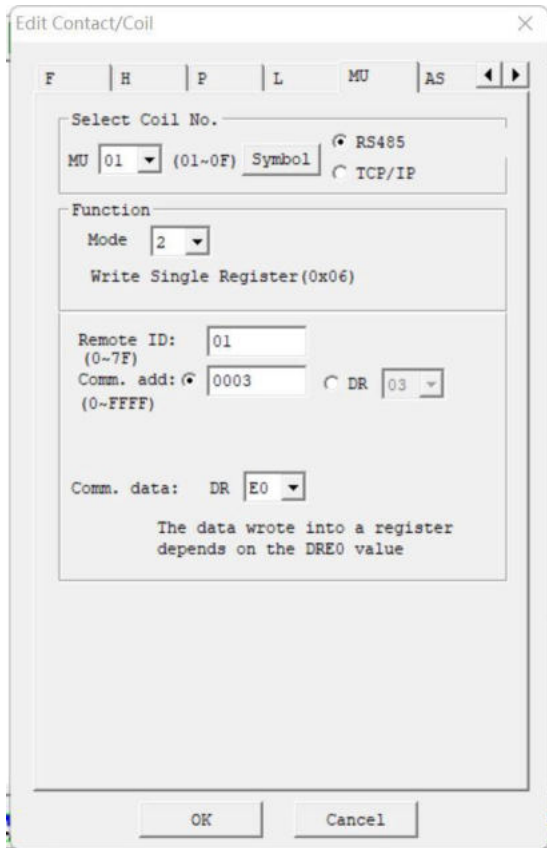 Edit Contact/Coil
F H P L MU AS
Select Coil No.
MU 01 (01~0F) Symbol
RS485
TCP/IP
Function
Mode 2
Write Single Register(0x06)
Remote ID: 01
(0~7F)
Comm. add: 0003 DR 03
(0~FFFF)
Comm. data: DR E0
The data wrote into a register
depends on the DRE0 value
OK Cancel